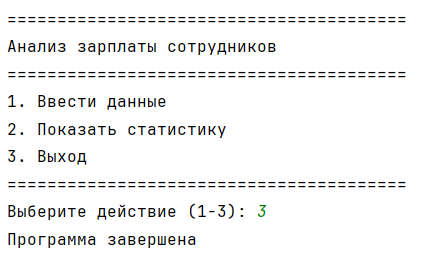 ========================================
Анализ зарплаты сотрудников
========================================
1. Ввести данные
2. Показать статистику
3. Выход
========================================
Выберите действие (1-3): 3
Программа завершена